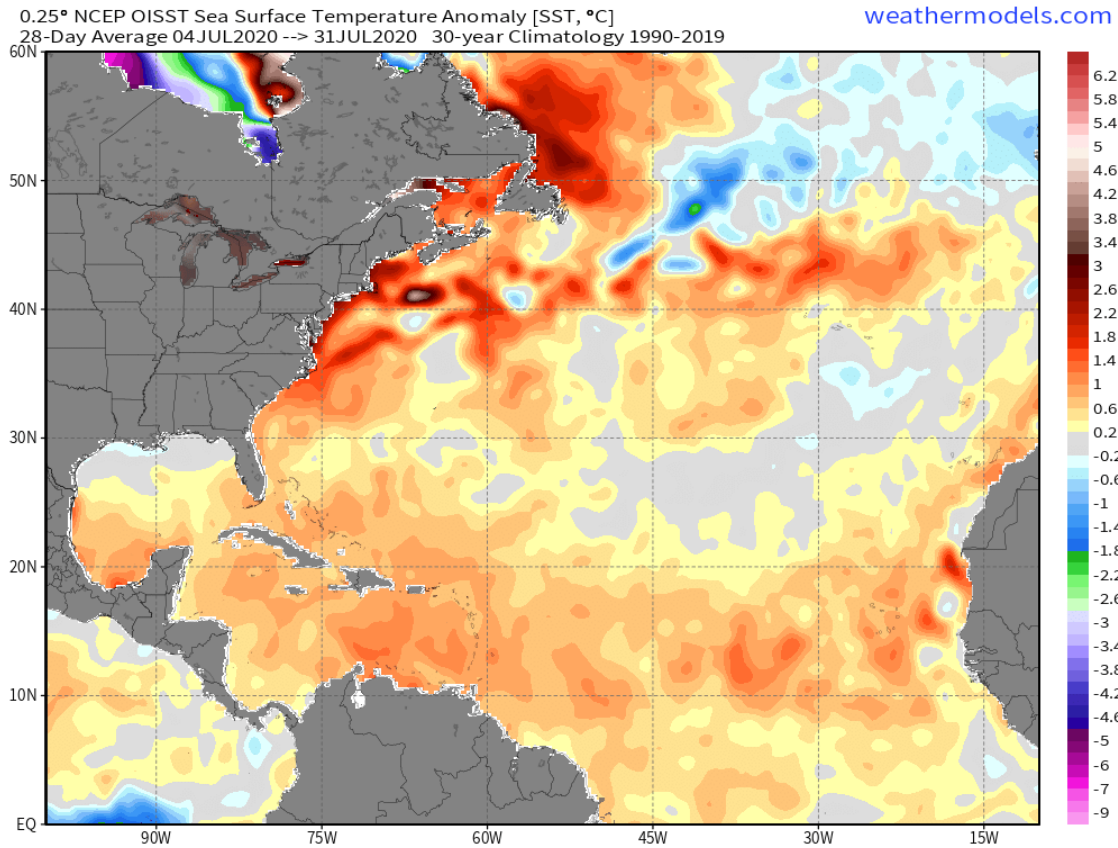 0.25° NCEP OISST Sea Surface Temperature Anomaly [SST, °C]
weathermodels.com
28-Day Average 04JUL2020 --> 31JUL2020 30-year Climatology 1990-2019
60N
50N
40N
30N
20N
10N
EQ
90W
75W
60W
45W
30W
15W
6.2
5.8
5.4
5
4.6
4.2
3.8
3.4
3
2.6
2.2
1.8
1.4
1
0.6
0.2
-0.2
-0.6
-1
-1.4
-1.8
-2.2
-2.6
-3
-3.4
-3.8
-4.2
-4.6
-5
-6
-7
-9